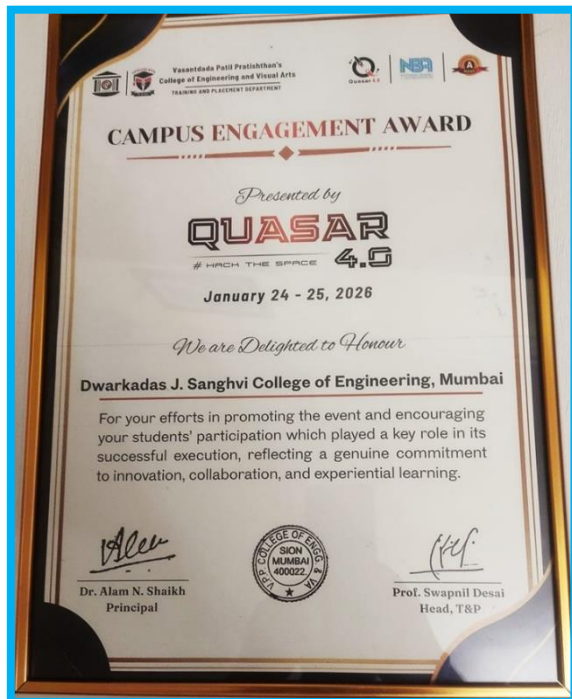 Vasantdada Patil Pratishthan's
College of Engineering and Visual Arts
TRAINING AND PLACEMENT DEPARTMENT
Quasar 4.0
NBA
A
CAMPUS ENGAGEMENT AWARD
Presented by
QUASAR
# HACK THE SPACE 4.0
January 24 - 25, 2026
We are Delighted to Honour
Dwarkadas J. Sanghvi College of Engineering, Mumbai
For your efforts in promoting the event and encouraging
your students' participation which played a key role in its
successful execution, reflecting a genuine commitment
to innovation, collaboration, and experiential learning.
V.P.P. COLLEGE OF ENGG. & VA
SION
MUMBAI
400022
Dr. Alam N. Shaikh
Principal
Prof. Swapnil Desai
Head, T&P